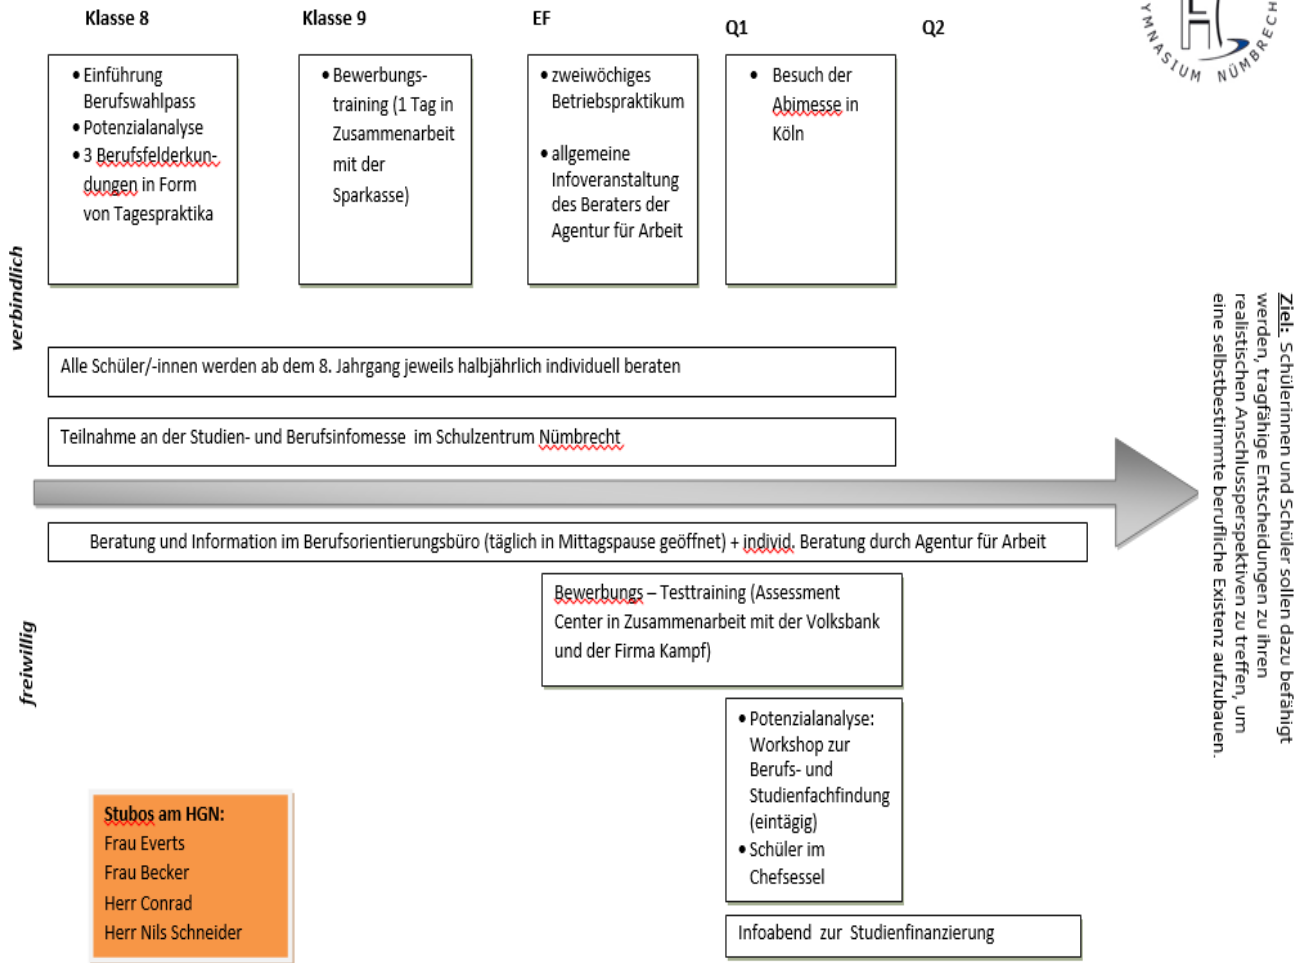 Klasse 8
Klasse 9
EF
Q1
Q2
YMNASIUM NÜMBRECH
• Einführung
Berufswahlpass
• Potenzialanalyse
• 3 Berufsfelderkun-
dungen in Form
von Tagespraktika
• Bewerbungs-
training (1 Tag in
Zusammenarbeit
mit der
Sparkasse)
• zweiwöchiges
Betriebspraktikum
• allgemeine
Infoveranstaltung
des Beraters der
Agentur für Arbeit
• Besuch der
Abimesse in
Köln
verbindlich
Alle Schüler/-innen werden ab dem 8. Jahrgang jeweils halbjährlich individuell beraten
Teilnahme an der Studien- und Berufsinfomesse im Schulzentrum Nümbrecht
Ziel: Schülerinnen und Schüler sollen dazu befähigt
werden, tragfähige Entscheidungen zu ihren
realistischen Anschlussperspektiven zu treffen, um
eine selbstbestimmte berufliche Existenz aufzubauen.
Beratung und Information im Berufsorientierungsbüro (täglich in Mittagspause geöffnet) + individ. Beratung durch Agentur für Arbeit
freiwillig
Bewerbungs – Testtraining (Assessment
Center in Zusammenarbeit mit der Volksbank
und der Firma Kampf)
• Potenzialanalyse:
Workshop zur
Berufs- und
Studienfachfindung
(eintägig)
• Schüler im
Chefsessel
Stubos am HGN:
Frau Everts
Frau Becker
Herr Conrad
Herr Nils Schneider
Infoabend zur Studienfinanzierung